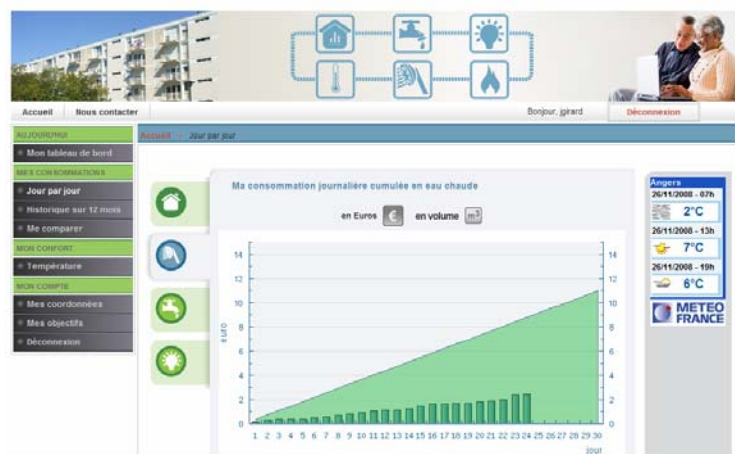 Accueil Nous contacter Bonjour, jgirard Déconnexion
AUJOURD'HUI
Mon tableau de bord
MES CONSOMMATIONS
Jour par jour
Historique sur 12 mois
Me comparer
MON CONFORT
Température
MON COMPTE
Mes coordonnées
Mes objectifs
Déconnexion
Accueil - Jour par jour
Ma consommation journalière cumulée en eau chaude
en Euros € en volume m³
euro
14
12
10
8
6
4
2
0
14
12
10
8
6
4
2
0
1 2 3 4 5 6 7 8 9 10 11 12 13 14 15 16 17 18 19 20 21 22 23 24 25 26 27 28 29 30
jour
Angers
26/11/2008 - 07h
2°C
26/11/2008 - 13h
7°C
26/11/2008 - 19h
6°C
METEO
FRANCE